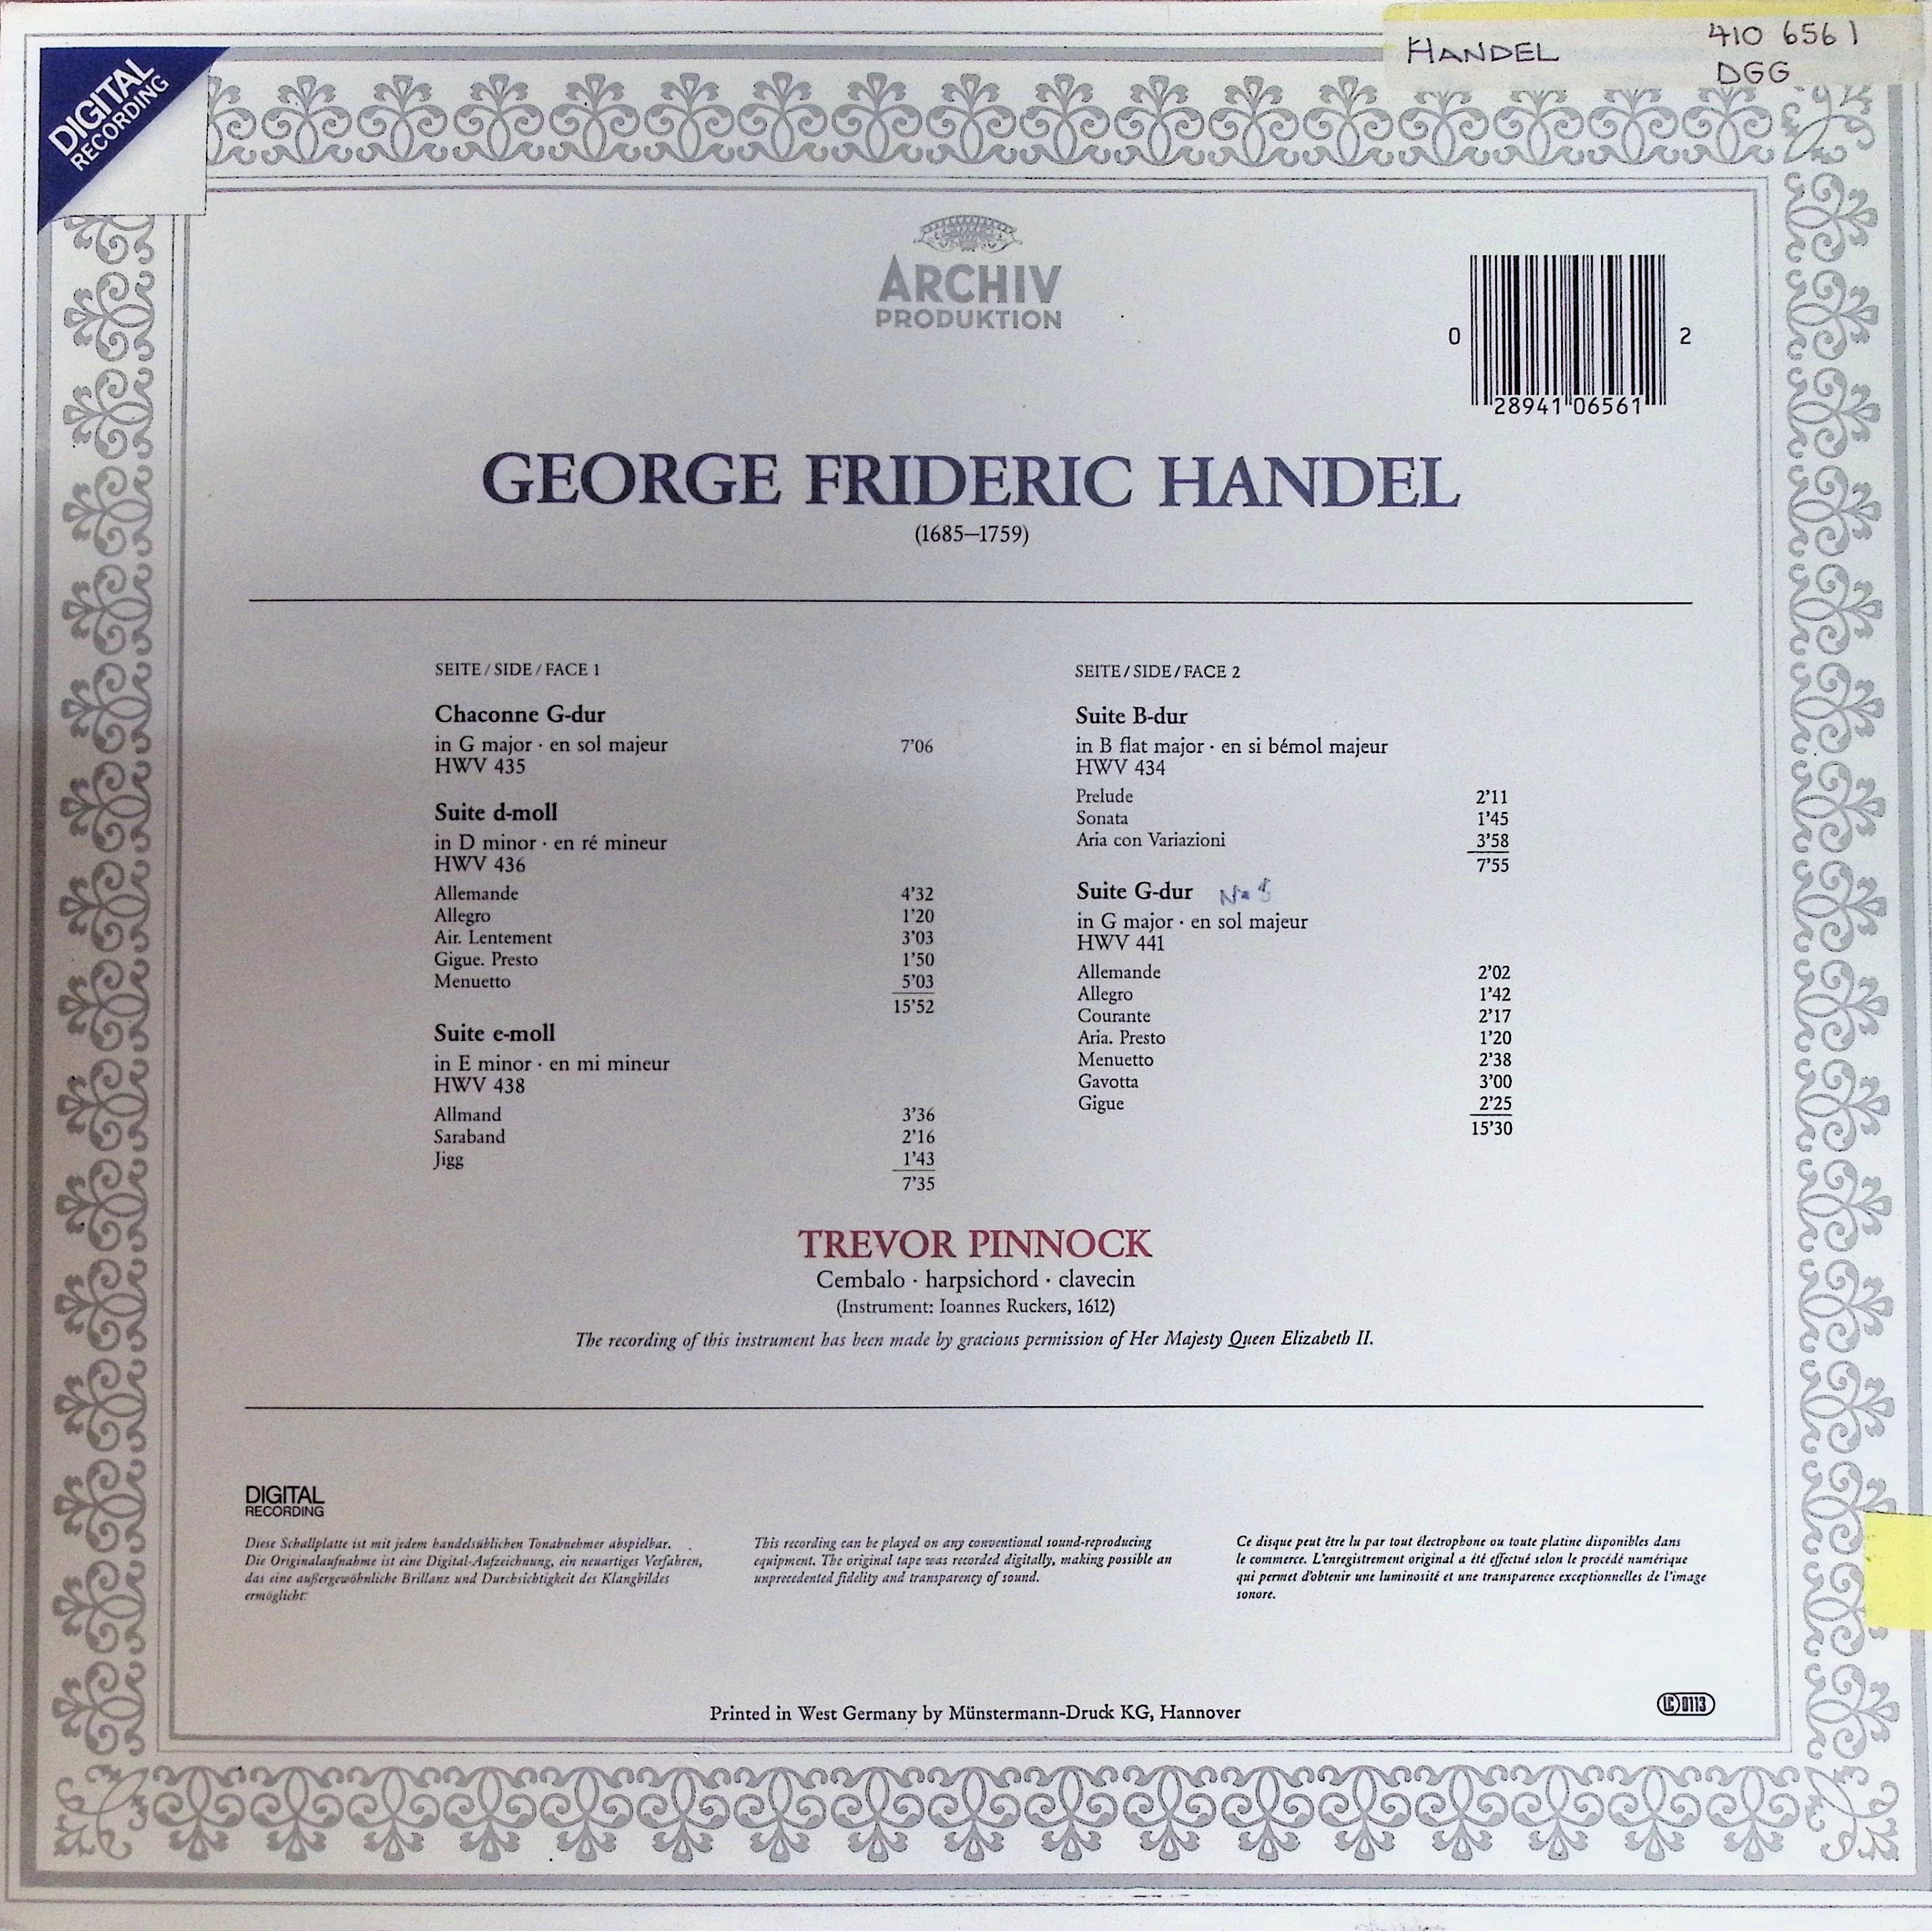 DIGITAL
RECORDING
HANDEL
410 6561
DGG
ARCHIV
PRODUKTION
0
2
28941 06561
GEORGE FRIDERIC HANDEL
(1685–1759)
SEITE / SIDE / FACE 1
Chaconne G-dur
in G major · en sol majeur 7’06
HWV 435
Suite d-moll
in D minor · en ré mineur
HWV 436
Allemande 4’32
Allegro 1’20
Air. Lentement 3’03
Gigue. Presto 1’50
Menuetto 5’03
15’52
Suite e-moll
in E minor · en mi mineur
HWV 438
Allmand 3’36
Saraband 2’16
Jigg 1’43
7’35
SEITE / SIDE / FACE 2
Suite B-dur
in B flat major · en si bémol majeur
HWV 434
Prelude 2’11
Sonata 1’45
Aria con Variazioni 3’58
7’55
Suite G-dur
in G major · en sol majeur
HWV 441
Allemande 2’02
Allegro 1’42
Courante 2’17
Aria. Presto 1’20
Menuetto 2’38
Gavotta 3’00
Gigue 2’25
15’30
TREVOR PINNOCK
Cembalo · harpsichord · clavecin
(Instrument: Ioannes Ruckers, 1612)
The recording of this instrument has been made by gracious permission of Her Majesty Queen Elizabeth II.
DIGITAL
RECORDING
Diese Schallplatte ist mit jedem handelsüblichen Tonabnehmer abspielbar.
Die Originalaufnahme ist eine Digital-Aufzeichnung, ein neuartiges Verfahren,
das eine außergewöhnliche Brillanz und Durchsichtigkeit des Klangbildes
ermöglicht.
This recording can be played on any conventional sound-reproducing
equipment. The original tape was recorded digitally, making possible an
unprecedented fidelity and transparency of sound.
Ce disque peut être lu par tout électrophone ou toute platine disponibles dans
le commerce. L’enregistrement original a été effectué selon le procédé numérique
qui permet d’obtenir une luminosité et une transparence exceptionnelles de l’image
sonore.
Printed in West Germany by Münstermann-Druck KG, Hannover
LC 0113